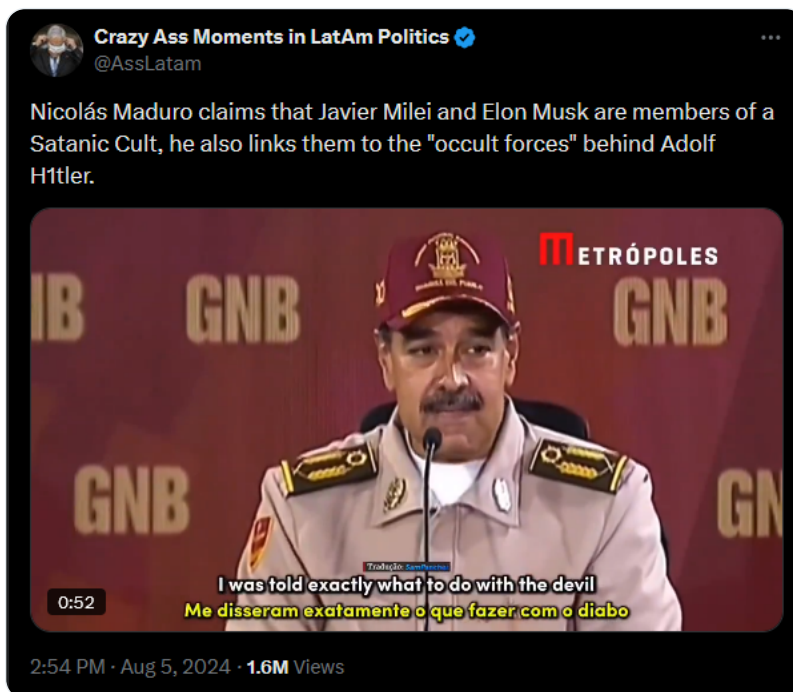 Crazy Ass Moments in LatAm Politics
@AssLatam
Nicolás Maduro claims that Javier Milei and Elon Musk are members of a
Satanic Cult, he also links them to the "occult forces" behind Adolf
H1tler.
METRÓPOLES
GNB
GNB
GNB
GN
Tradução:
I was told exactly what to do with the devil
Me disseram exatamente o que fazer com o diabo
0:52
2:54 PM · Aug 5, 2024 · 1.6M Views